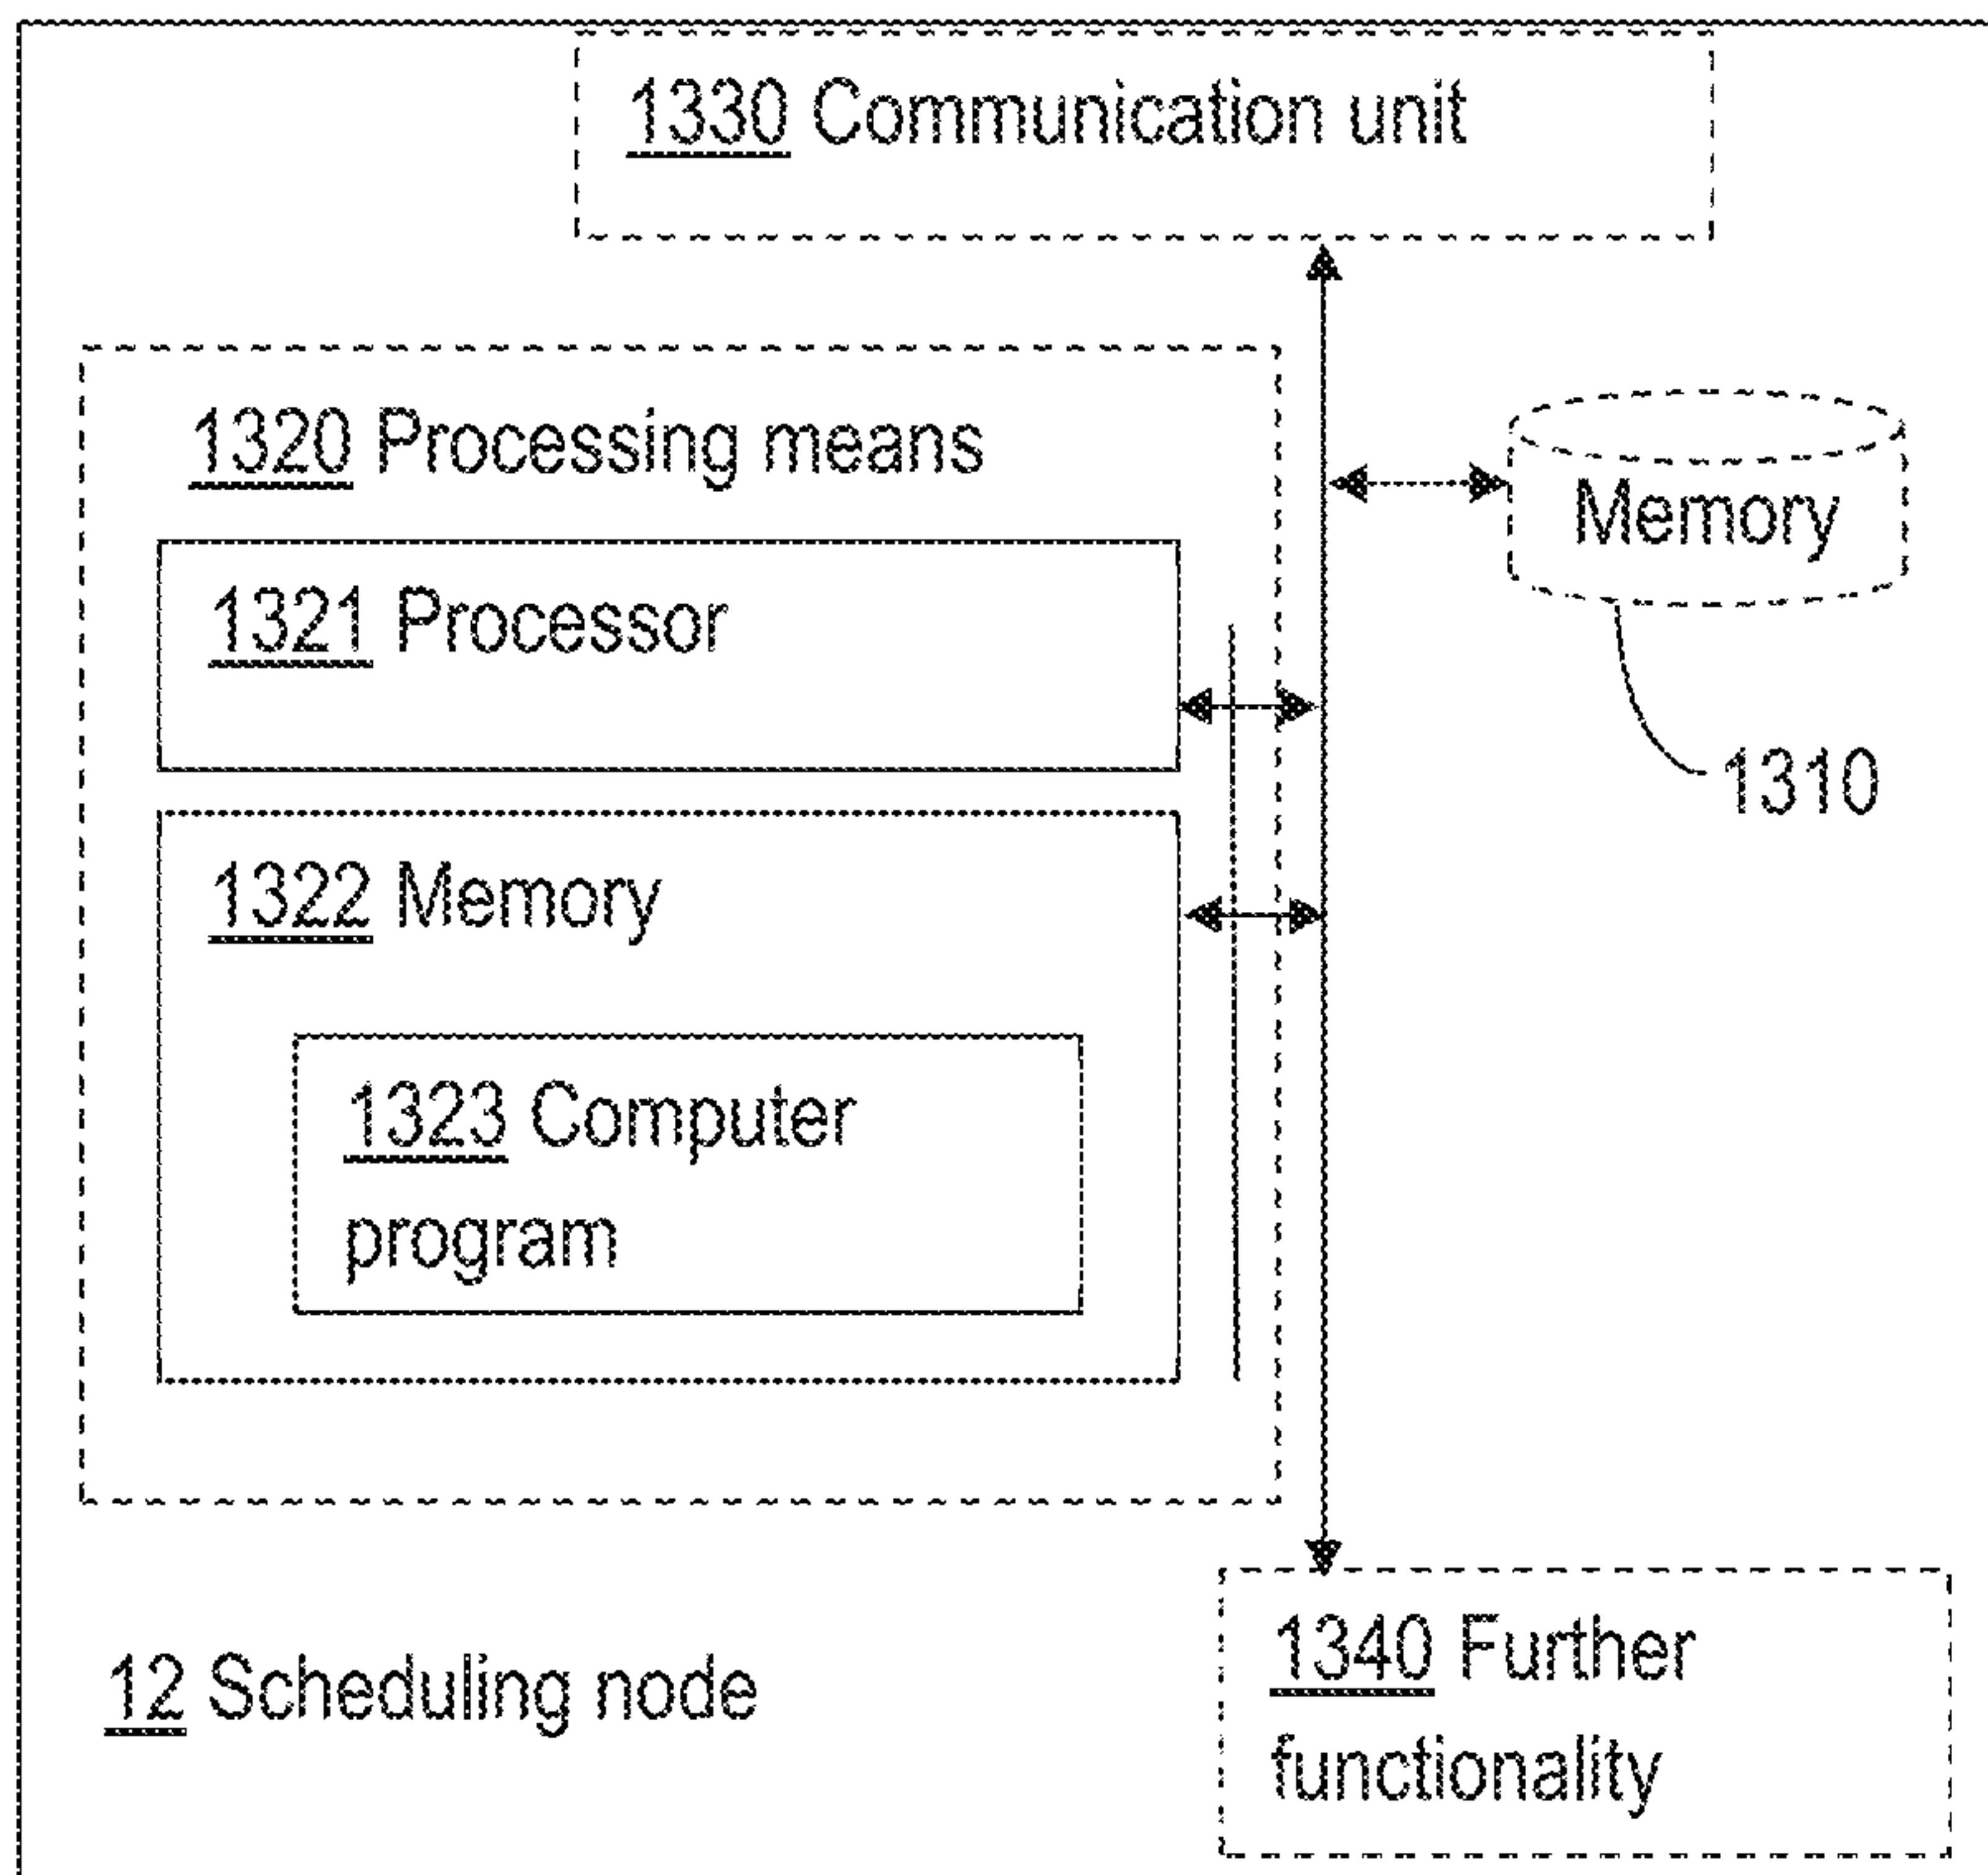 1330 Communication unit
1320 Processing means
Memory
1321 Processor
1310
1322 Memory
1323 Computer
program
12 Scheduling node
1340 Further
functionality